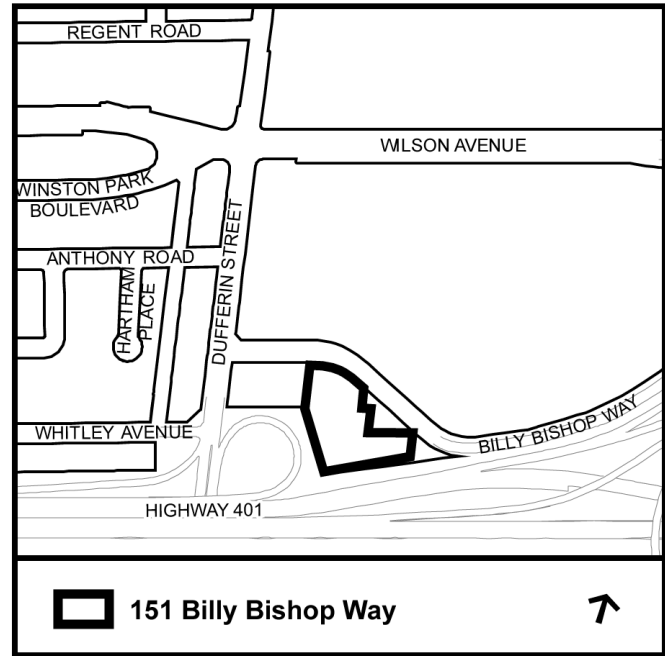 REGENT ROAD
WILSON AVENUE
WINSTON PARK
BOULEVARD
ANTHONY ROAD
DUFFERIN STREET
HARTHAM
PLACE
WHITLEY AVENUE
BILLY BISHOP WAY
HIGHWAY 401
151 Billy Bishop Way